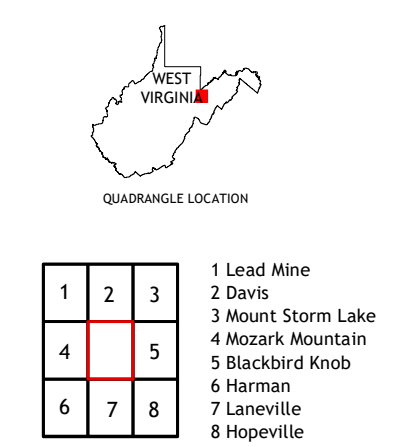 WEST
VIRGINIA
QUADRANGLE LOCATION
1 2 3
4 5
6 7 8
1 Lead Mine
2 Davis
3 Mount Storm Lake
4 Mozark Mountain
5 Blackbird Knob
6 Harman
7 Laneville
8 Hopeville